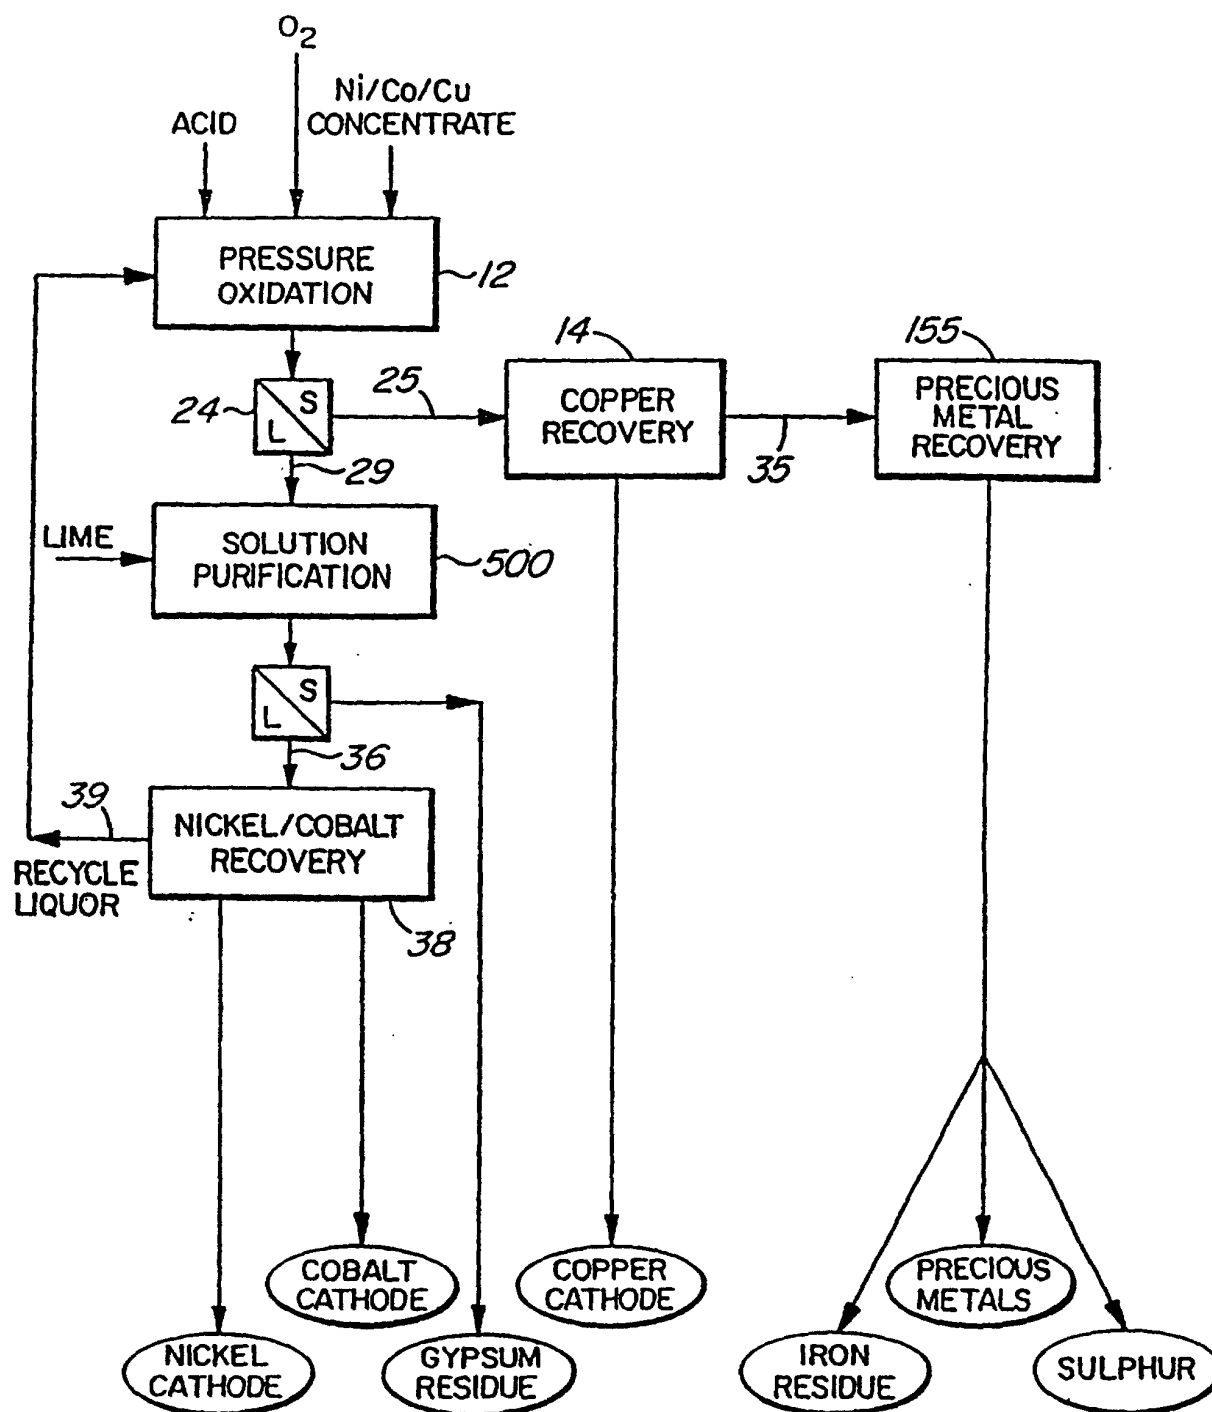 O2
Ni/Co/Cu
CONCENTRATE
ACID
PRESSURE
OXIDATION
12
14
155
24
S
L
25
COPPER
RECOVERY
35
PRECIOUS
METAL
RECOVERY
29
LIME
SOLUTION
PURIFICATION
500
S
L
36
39
NICKEL/COBALT
RECOVERY
RECYCLE
LIQUOR
38
COBALT
CATHODE
COPPER
CATHODE
PRECIOUS
METALS
NICKEL
CATHODE
GYPSUM
RESIDUE
IRON
RESIDUE
SULPHUR